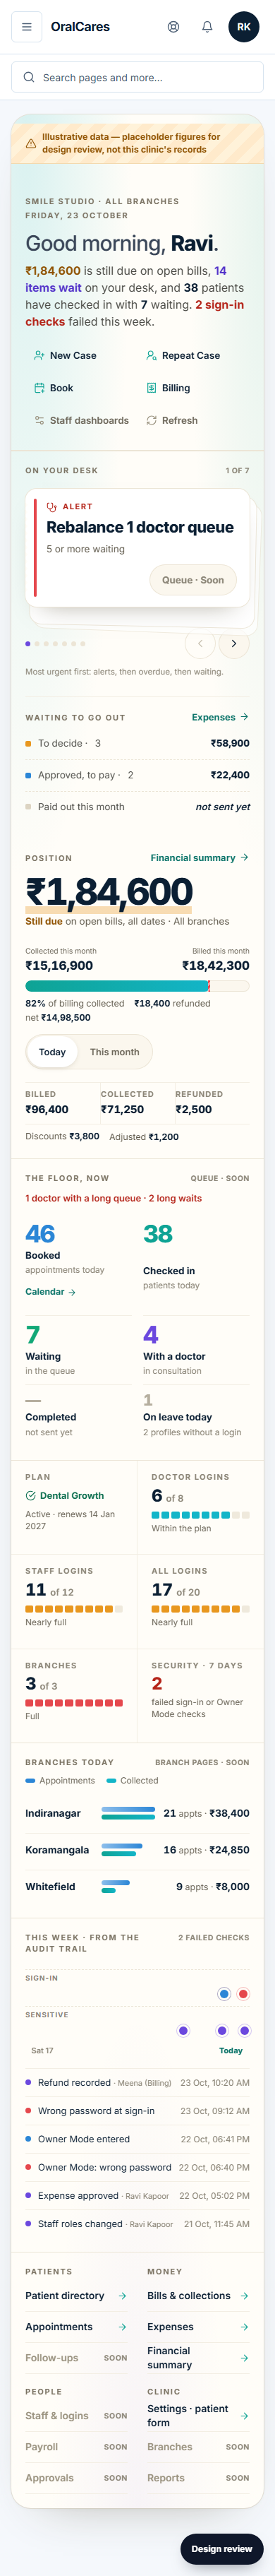 OralCares
RK
Search pages and more...
Illustrative data — placeholder figures for
design review, not this clinic's records
SMILE STUDIO · ALL BRANCHES
FRIDAY, 23 OCTOBER
Good morning, Ravi.
₹1,84,600 is still due on open bills, 14
items wait on your desk, and 38 patients
have checked in with 7 waiting. 2 sign-in
checks failed this week.
New Case
Repeat Case
Book
Billing
Staff dashboards
Refresh
ON YOUR DESK
1 OF 7
ALERT
Rebalance 1 doctor queue
5 or more waiting
Queue · Soon
Most urgent first: alerts, then overdue, then waiting.
WAITING TO GO OUT
Expenses →
To decide · 3
₹58,900
Approved, to pay · 2
₹22,400
Paid out this month
not sent yet
POSITION
Financial summary →
₹1,84,600
Still due on open bills, all dates · All branches
Collected this month
Billed this month
₹15,16,900
₹18,42,300
82% of billing collected ₹18,400 refunded
net ₹14,98,500
Today
This month
BILLED
COLLECTED
REFUNDED
₹96,400
₹71,250
₹2,500
Discounts ₹3,800 Adjusted ₹1,200
THE FLOOR, NOW
QUEUE · SOON
1 doctor with a long queue · 2 long waits
46
Booked
appointments today
Calendar →
38
Checked in
patients today
7
Waiting
in the queue
4
With a doctor
in consultation
—
Completed
not sent yet
1
On leave today
2 profiles without a login
PLAN
Dental Growth
Active · renews 14 Jan
2027
DOCTOR LOGINS
6 of 8
Within the plan
STAFF LOGINS
11 of 12
Nearly full
ALL LOGINS
17 of 20
Nearly full
BRANCHES
3 of 3
Full
SECURITY · 7 DAYS
2
failed sign-in or Owner
Mode checks
BRANCHES TODAY
BRANCH PAGES · SOON
Appointments
Collected
Indiranagar
21 appts · ₹38,400
Koramangala
16 appts · ₹24,850
Whitefield
9 appts · ₹8,000
THIS WEEK · FROM THE
AUDIT TRAIL
2 FAILED CHECKS
SIGN-IN
SENSITIVE
Sat 17
Today
Refund recorded · Meena (Billing)
23 Oct, 10:20 AM
Wrong password at sign-in
23 Oct, 09:12 AM
Owner Mode entered
22 Oct, 06:41 PM
Owner Mode: wrong password
22 Oct, 06:40 PM
Expense approved · Ravi Kapoor
22 Oct, 05:02 PM
Staff roles changed · Ravi Kapoor
21 Oct, 11:45 AM
PATIENTS
Patient directory →
Appointments →
Follow-ups SOON
MONEY
Bills & collections →
Expenses →
Financial
summary →
PEOPLE
Staff & logins SOON
Payroll SOON
Approvals SOON
CLINIC
Settings · patient
form →
Branches SOON
Reports SOON
Design review